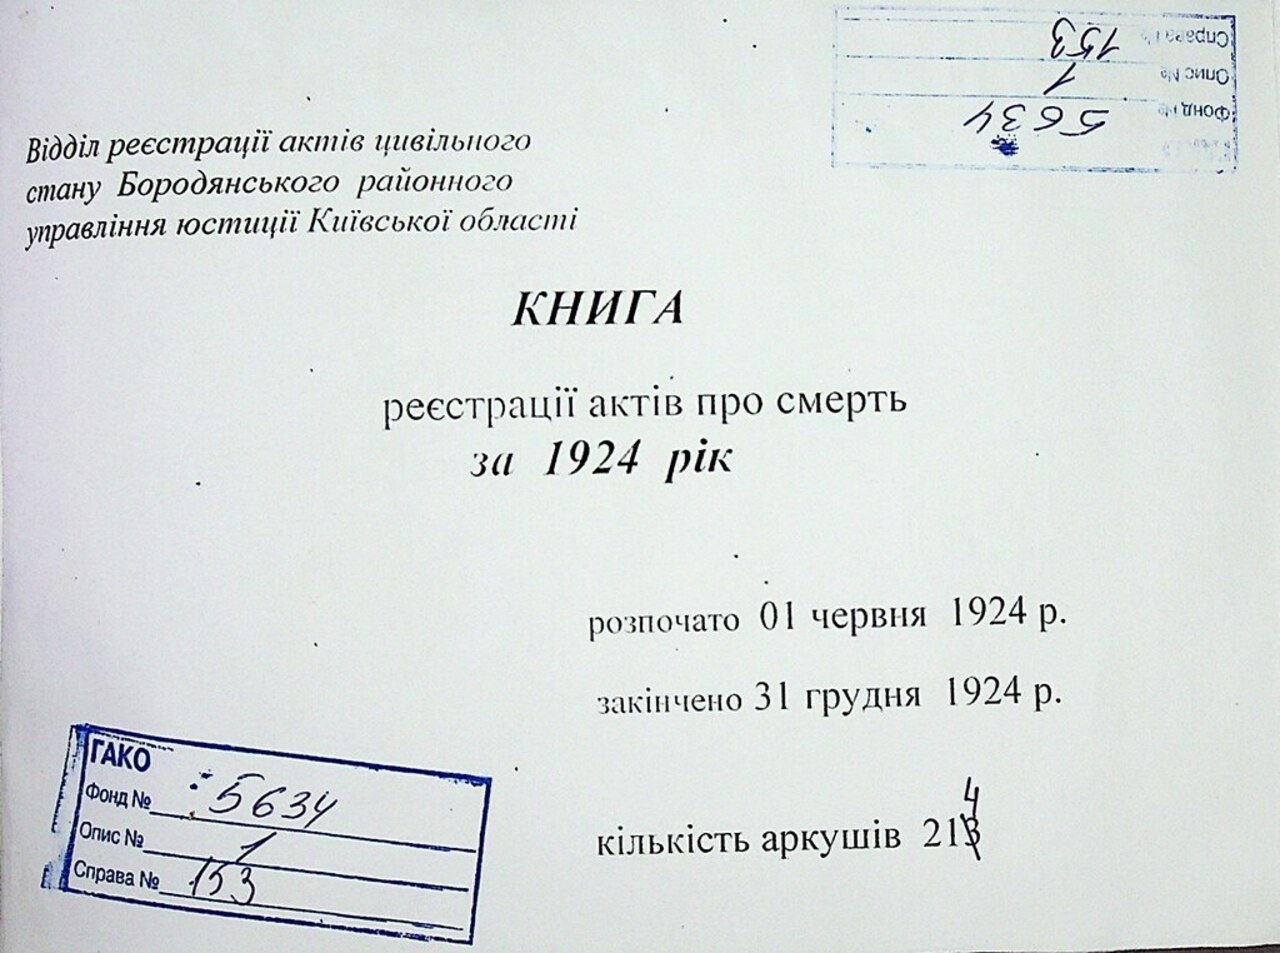 Справа №153
Опис № 1
Фонд № 5634
Відділ реєстрації актів цивільного
стану Бородянського районного
управління юстиції Київської області
КНИГА
реєстрації актів про смерть
за 1924 рік
розпочато 01 червня 1924 р.
закінчено 31 грудня 1924 р.
4
кількість аркушів 213
ГАКО
Фонд № 5634
Опис № 1
Справа № 153